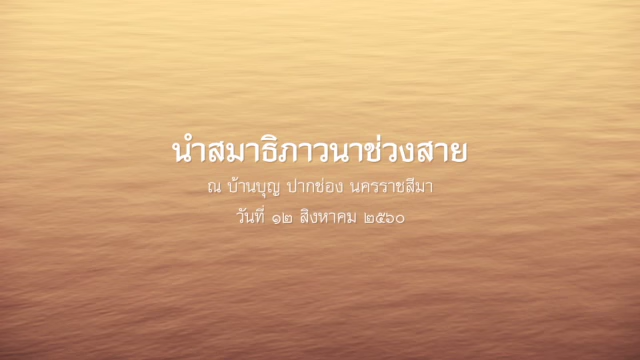 นำสมาธิภาวนาช่วงสาย
ณ บ้านบุญ ปากช่อง นครราชสีมา
วันที่ ๑๒ สิงหาคม ๒๕๖๐